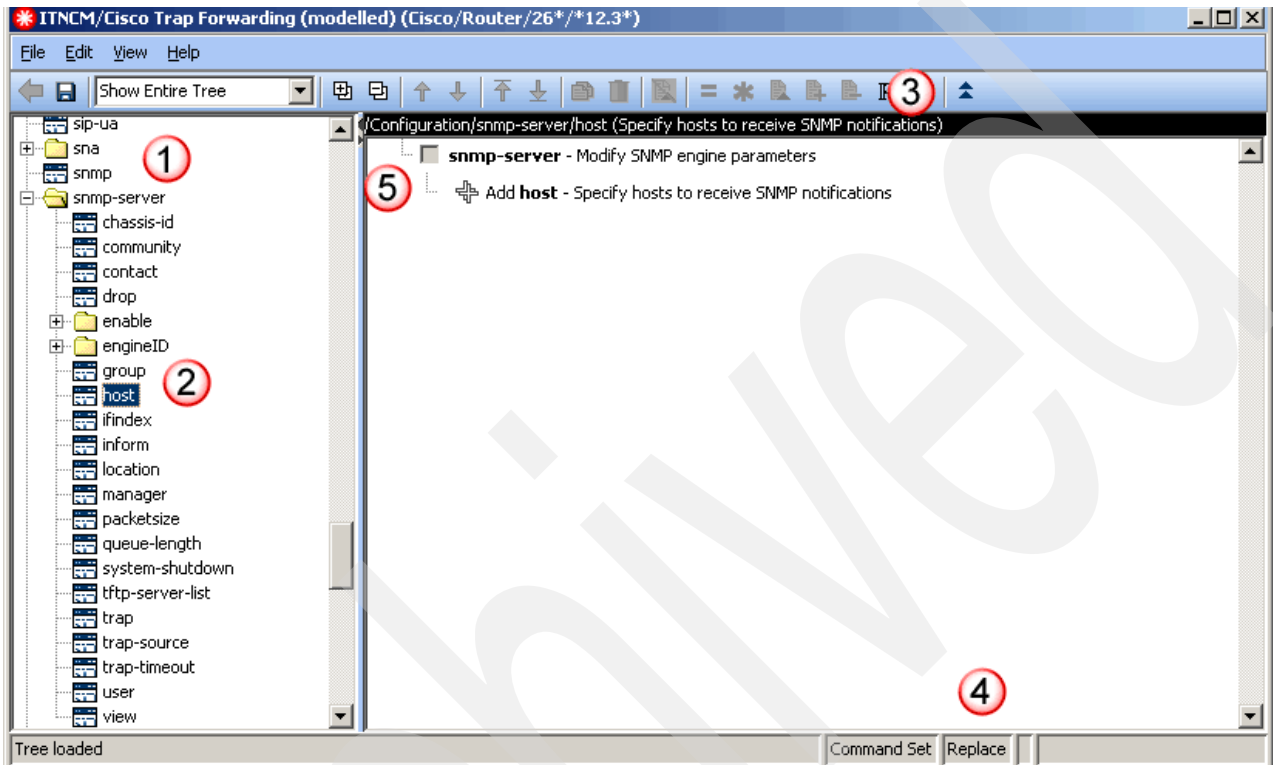 ITNCM/Cisco Trap Forwarding (modelled) (Cisco/Router/26*/*12.3*)
File Edit View Help
Show Entire Tree
3
/Configuration/snmp-server/host (Specify hosts to receive SNMP notifications)
sip-ua
sna
1
snmp
snmp-server
chassis-id
community
contact
drop
enable
engineID
group
host
2
ifindex
inform
location
manager
packetsize
queue-length
system-shutdown
tftp-server-list
trap
trap-source
trap-timeout
user
view
snmp-server - Modify SNMP engine parameters
5
Add host - Specify hosts to receive SNMP notifications
4
Tree loaded
Command Set
Replace